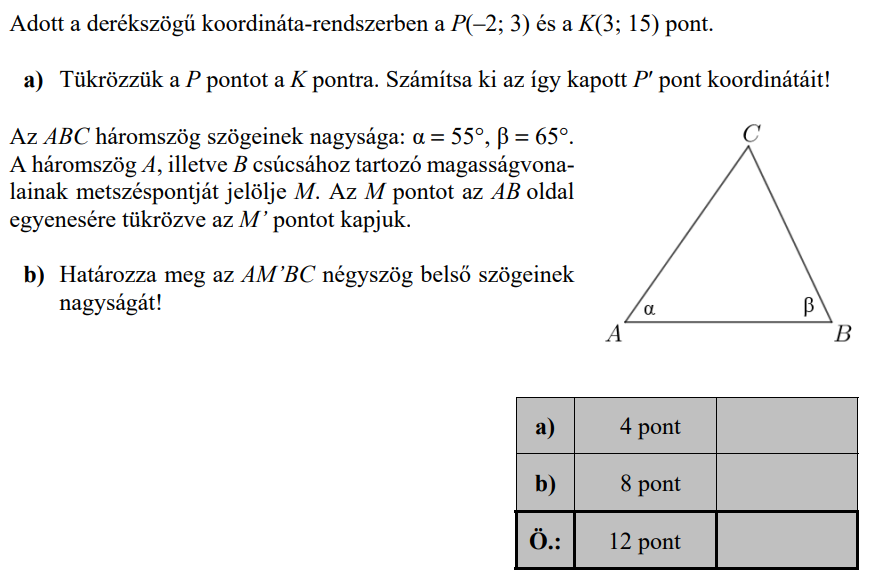 Adott a derékszögű koordináta-rendszerben a P(–2; 3) és a K(3; 15) pont.
a) Tükrözzük a P pontot a K pontra. Számítsa ki az így kapott P' pont koordinátáit!
Az ABC háromszög szögeinek nagysága: α = 55°, β = 65°.
A háromszög A, illetve B csúcsához tartozó magasságvona-
lainak metszéspontját jelölje M. Az M pontot az AB oldal
egyenesére tükrözve az M’ pontot kapjuk.
b) Határozza meg az AM’BC négyszög belső szögeinek
nagyságát!
C
α
β
A
B
a) 4 pont
b) 8 pont
Ö.: 12 pont